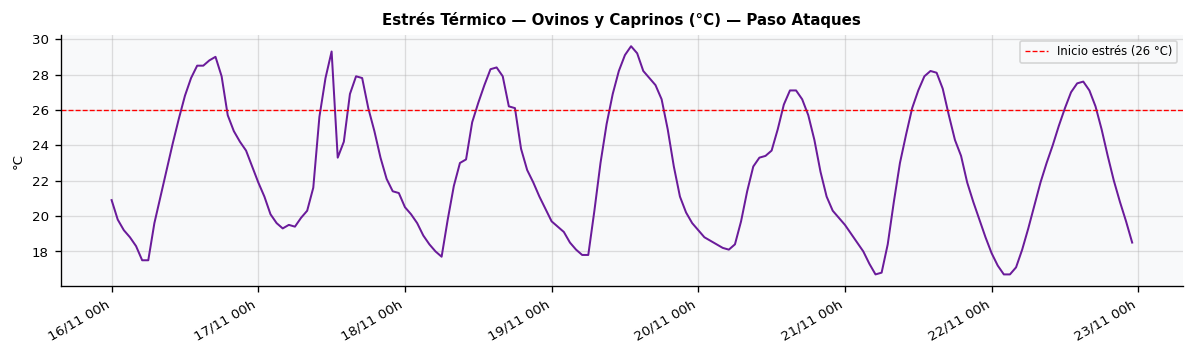 Estrés Térmico — Ovinos y Caprinos (°C) — Paso Ataques
Inicio estrés (26 °C)
°C
30
28
26
24
22
20
18
16/11 00h
17/11 00h
18/11 00h
19/11 00h
20/11 00h
21/11 00h
22/11 00h
23/11 00h